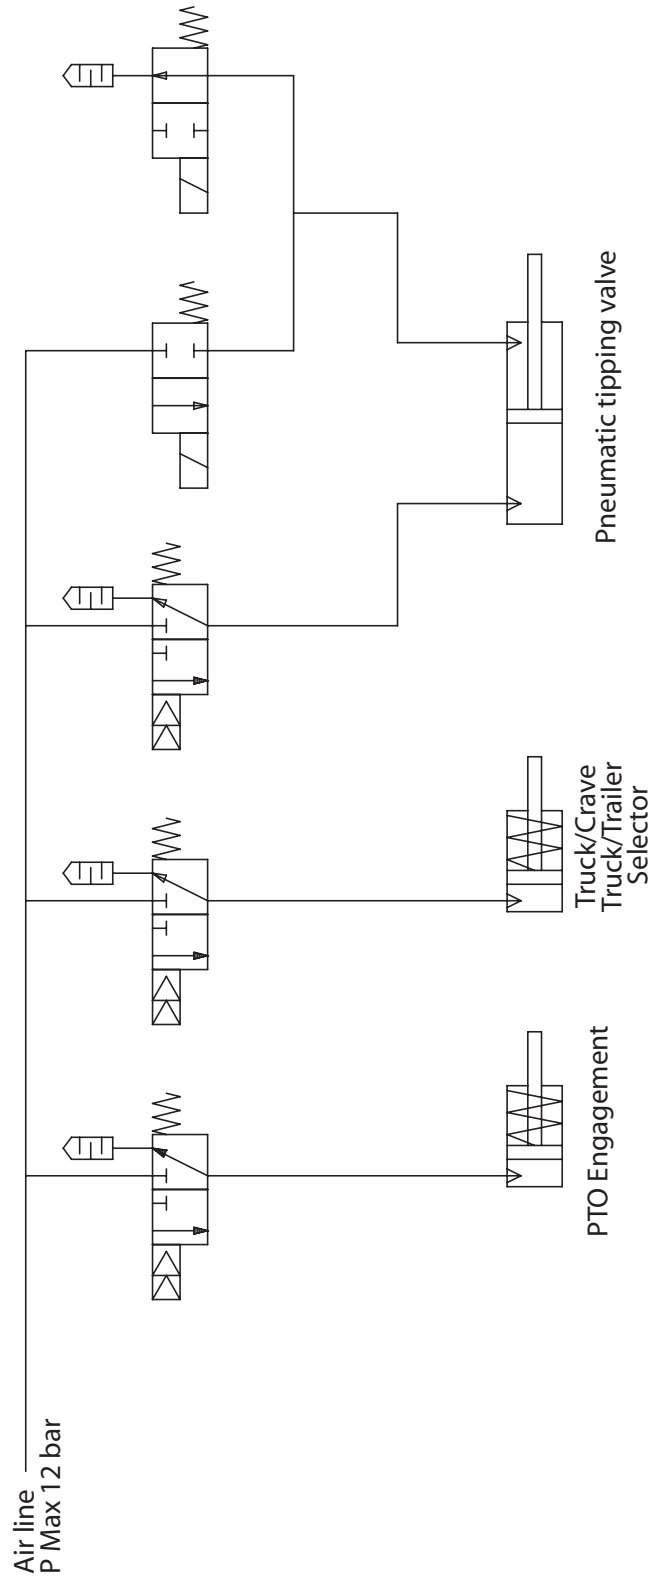 Air line
P Max 12 bar
PTO Engagement
Truck/Crave
Truck/Trailer
Selector
Pneumatic tipping valve